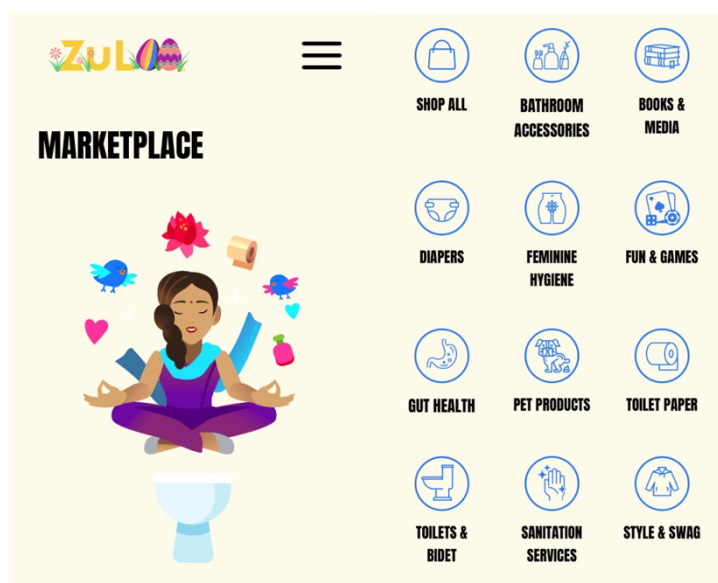 ZULOO
MARKETPLACE
SHOP ALL
BATHROOM
ACCESSORIES
BOOKS &
MEDIA
DIAPERS
FEMININE
HYGIENE
FUN & GAMES
GUT HEALTH
PET PRODUCTS
TOILET PAPER
TOILETS &
BIDET
SANITATION
SERVICES
STYLE & SWAG